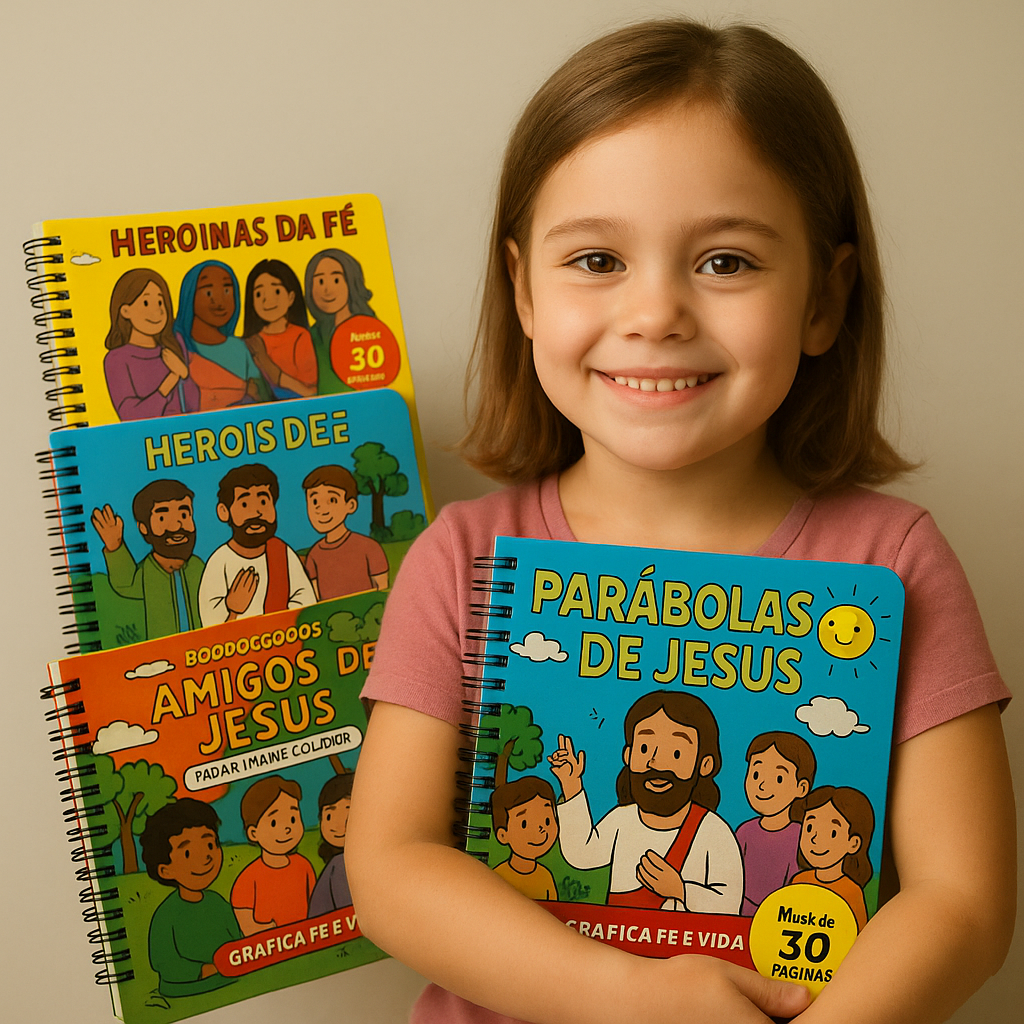 HEROINAS DA FÉ
30
HEROIS DEE
BOODOGGOOOS
AMIGOS DE
JESUS
PADAR IMAINE COLJDIOR
GRAFICA FE E V
PARÁBOLAS
DE JESUS
GRAFICA FE E VIDA
Musk de
30
PAGINAS